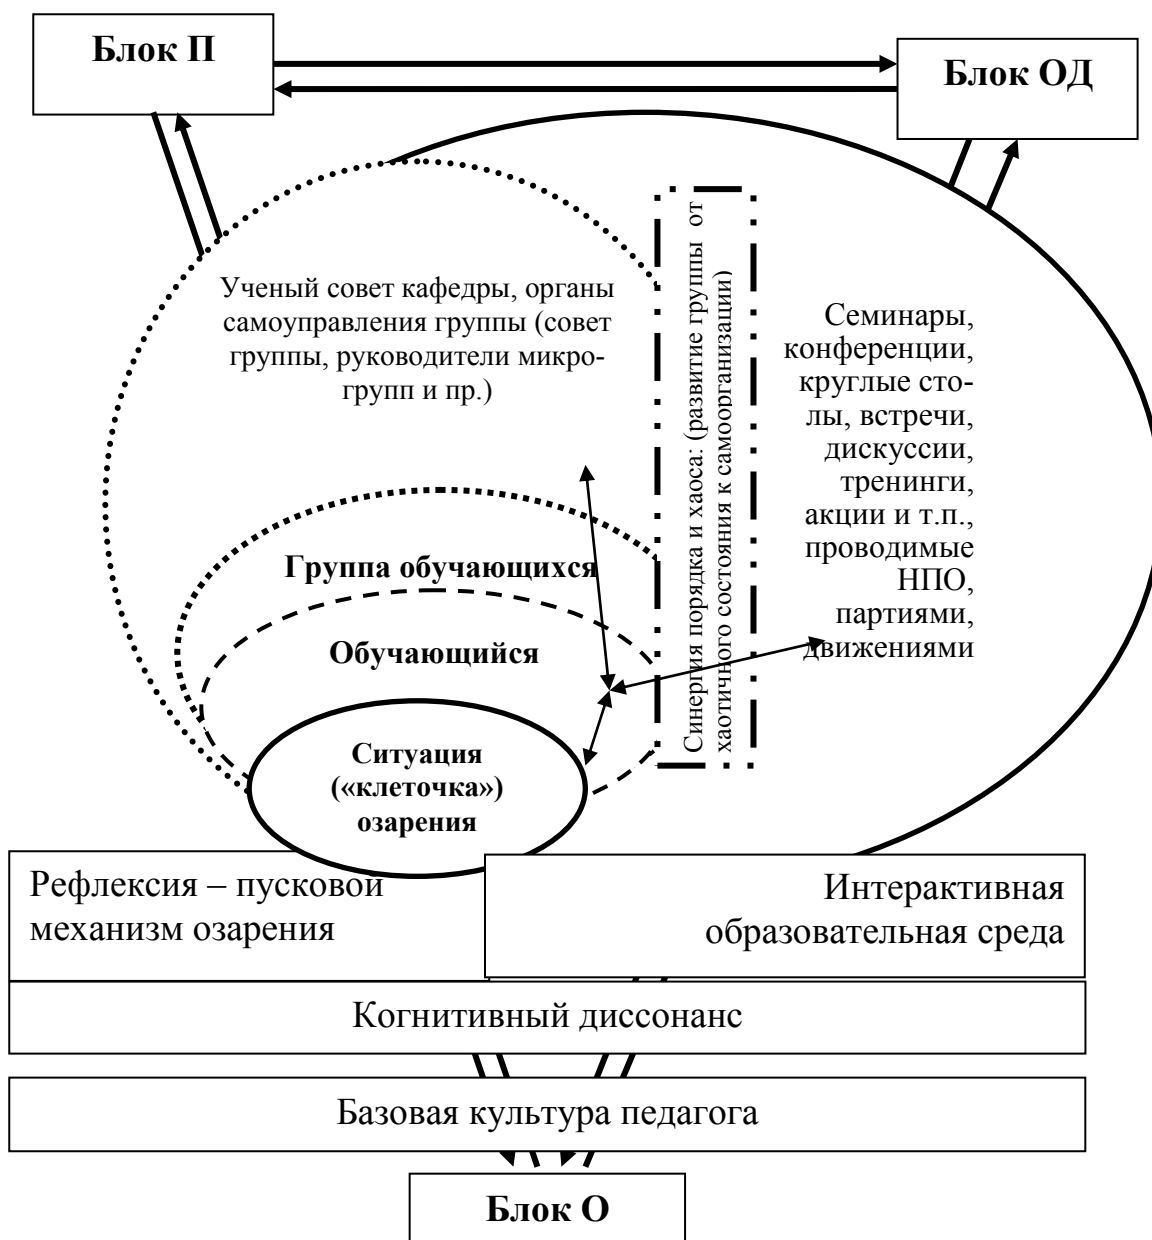 Блок П
Блок ОД
Ученый совет кафедры, органы
самоуправления группы (совет
группы, руководители микро-
групп и пр.)
Синергия порядка и хаоса: (развитие группы от
хаотичного состояния к самоорганизации)
Семинары,
конференции,
круглые сто-
лы, встречи,
дискуссии,
тренинги,
акции и т.п.,
проводимые
НПО,
партиями,
движениями
Группа обучающихся
Обучающийся
Ситуация
(«клеточка»)
озарения
Рефлексия – пусковой
механизм озарения
Интерактивная
образовательная среда
Когнитивный диссонанс
Базовая культура педагога
Блок О